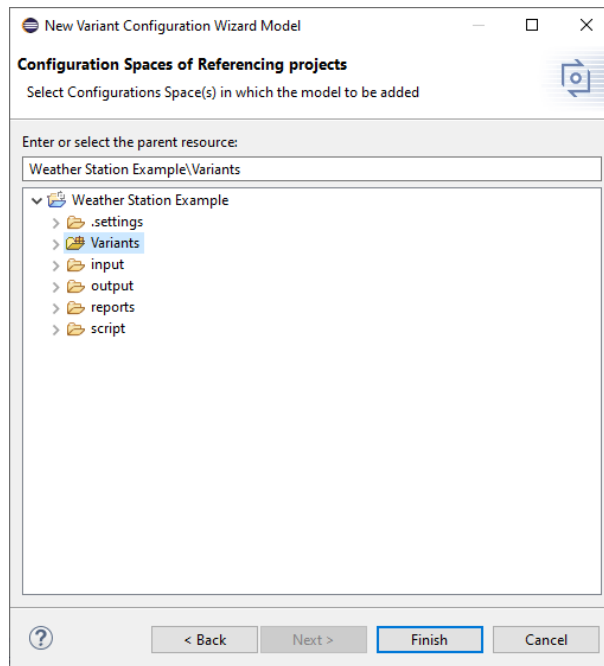 New Variant Configuration Wizard Model
Configuration Spaces of Referencing projects
Select Configurations Space(s) in which the model to be added
Enter or select the parent resource:
Weather Station Example\Variants
Weather Station Example
.settings
Variants
input
output
reports
script
?
< Back
Next >
Finish
Cancel